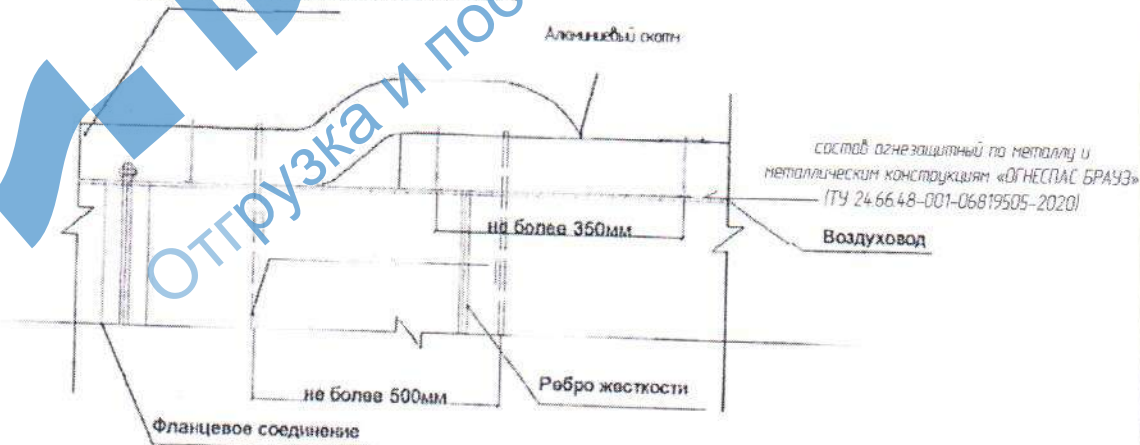 Отгрузка и пос
Алюминиевый скотч
состав огнезащитный по металлу и
металлическим конструкциям «ОГНЕСПАС БРАУЗ»
(ТУ 24.66.48-001-06819505-2020)
не более 350мм
Воздуховод
Ребро жесткости
не более 500мм
Фланцевое соединение